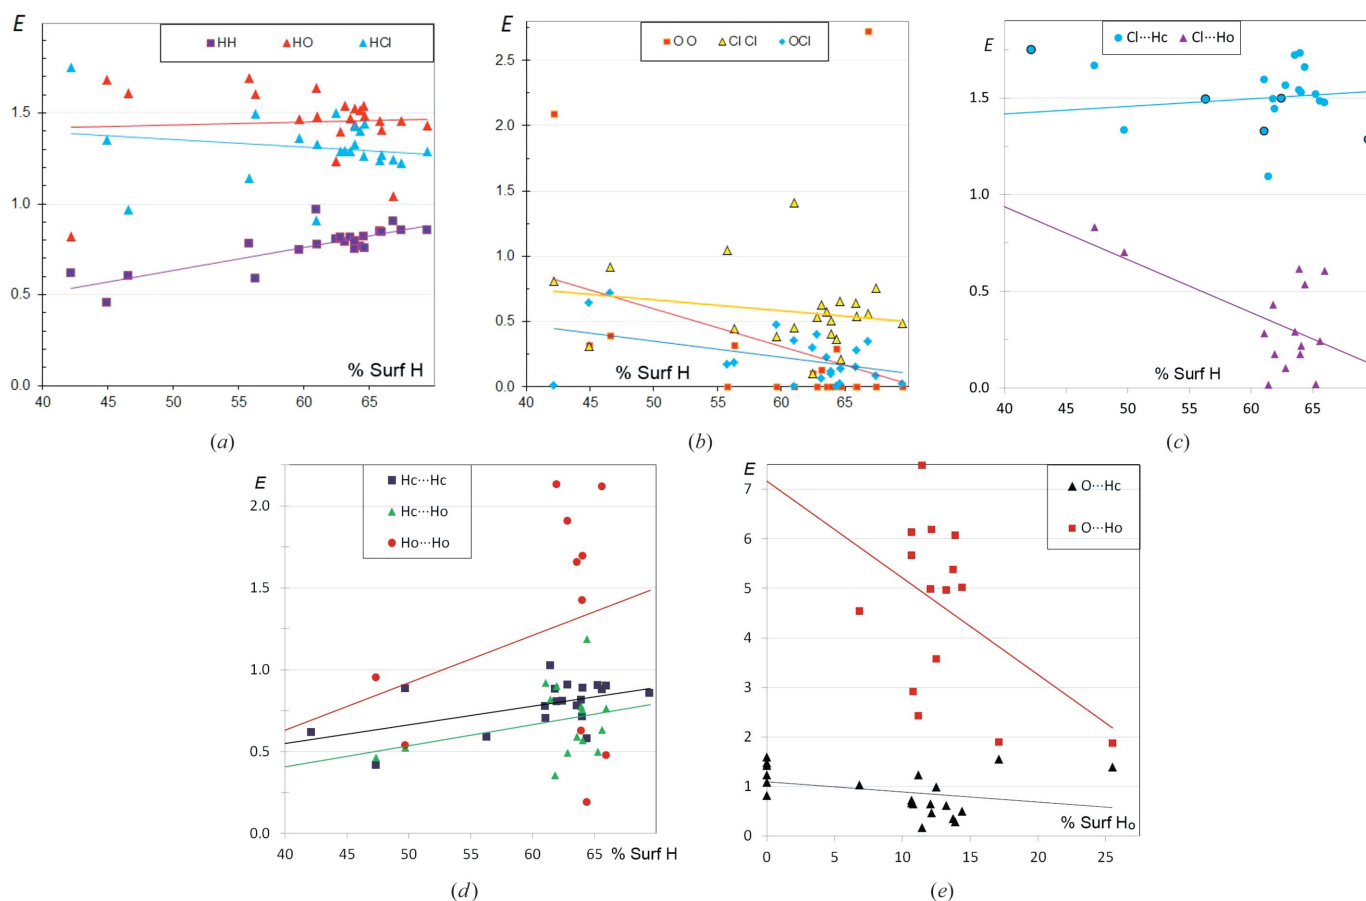 E
HH HO HCl
2.0
1.5
1.0
0.5
0.0
% Surf H
40 45 50 55 60 65
(a)
E
O O Cl Cl OCl
2.5
2.0
1.5
1.0
0.5
0.0
% Surf H
40 45 50 55 60 65
(b)
E
Cl···Hc Cl···Ho
1.5
1.0
0.5
0.0
% Surf H
40 50 60
(c)
E
Hc···Hc
Hc···Ho
Ho···Ho
2.0
1.5
1.0
0.5
0.0
40 45 50 55 60 65 % Surf H
(d)
E
O···Hc
O···Ho
7
6
5
4
3
2
1
0
% Surf Ho
0 5 10 15 20 25
(e)